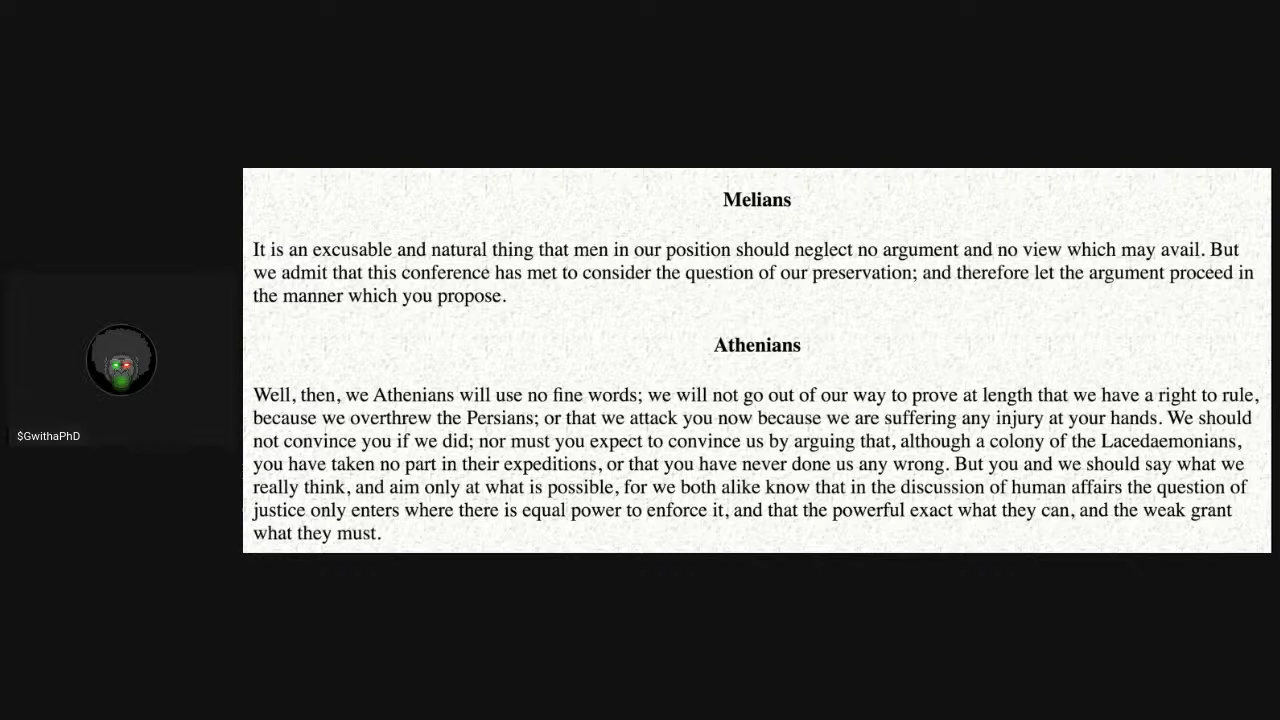 Melians
It is an excusable and natural thing that men in our position should neglect no argument and no view which may avail. But
we admit that this conference has met to consider the question of our preservation; and therefore let the argument proceed in
the manner which you propose.
Athenians
Well, then, we Athenians will use no fine words; we will not go out of our way to prove at length that we have a right to rule,
because we overthrew the Persians; or that we attack you now because we are suffering any injury at your hands. We should
not convince you if we did; nor must you expect to convince us by arguing that, although a colony of the Lacedaemonians,
you have taken no part in their expeditions, or that you have never done us any wrong. But you and we should say what we
really think, and aim only at what is possible, for we both alike know that in the discussion of human affairs the question of
justice only enters where there is equal power to enforce it, and that the powerful exact what they can, and the weak grant
what they must.
$GwithaPhD